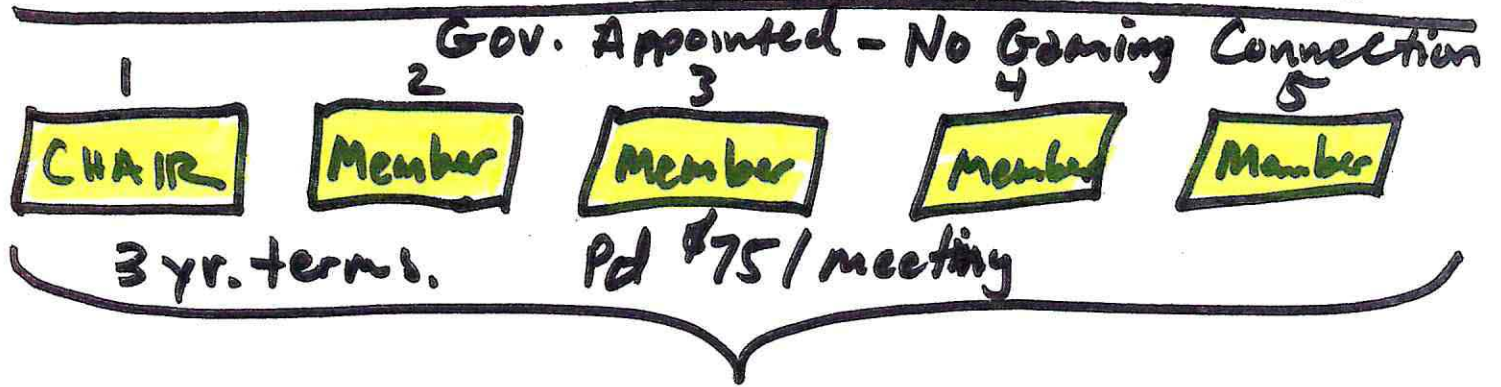 Gov. Appointed - No Gaming Connection
1 2 3 4 5
CHAIR Member Member Member Member
3 yr. terms. Pd $75/meeting